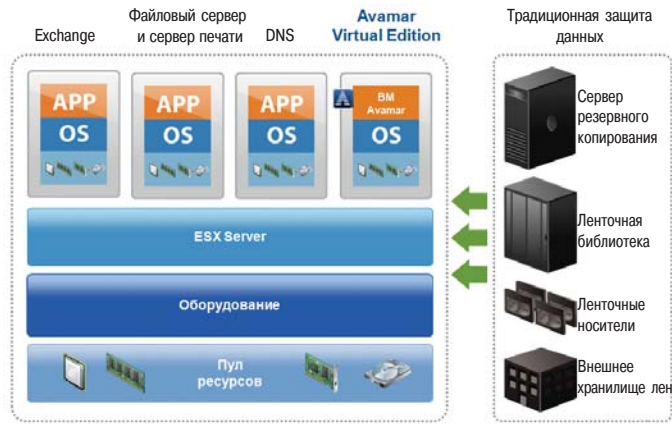 Exchange
Файловый сервер
и сервер печати
DNS
Avamar
Virtual Edition
Традиционная защита
данных
APP
OS
APP
OS
APP
OS
ВМ
Avamar
OS
ESX Server
Оборудование
Пул
ресурсов
Сервер
резервного
копирования
Ленточная
библиотека
Ленточные
носители
Внешнее
хранилище лен